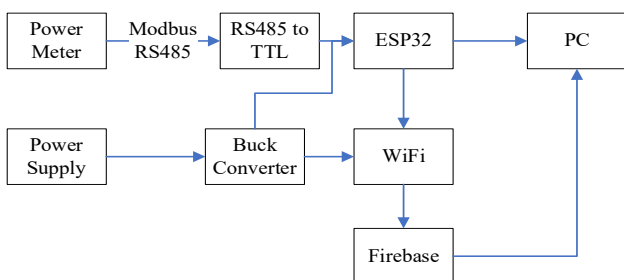 Power
Meter
Modbus
RS485
RS485 to
TTL
ESP32
PC
Power
Supply
Buck
Converter
WiFi
Firebase